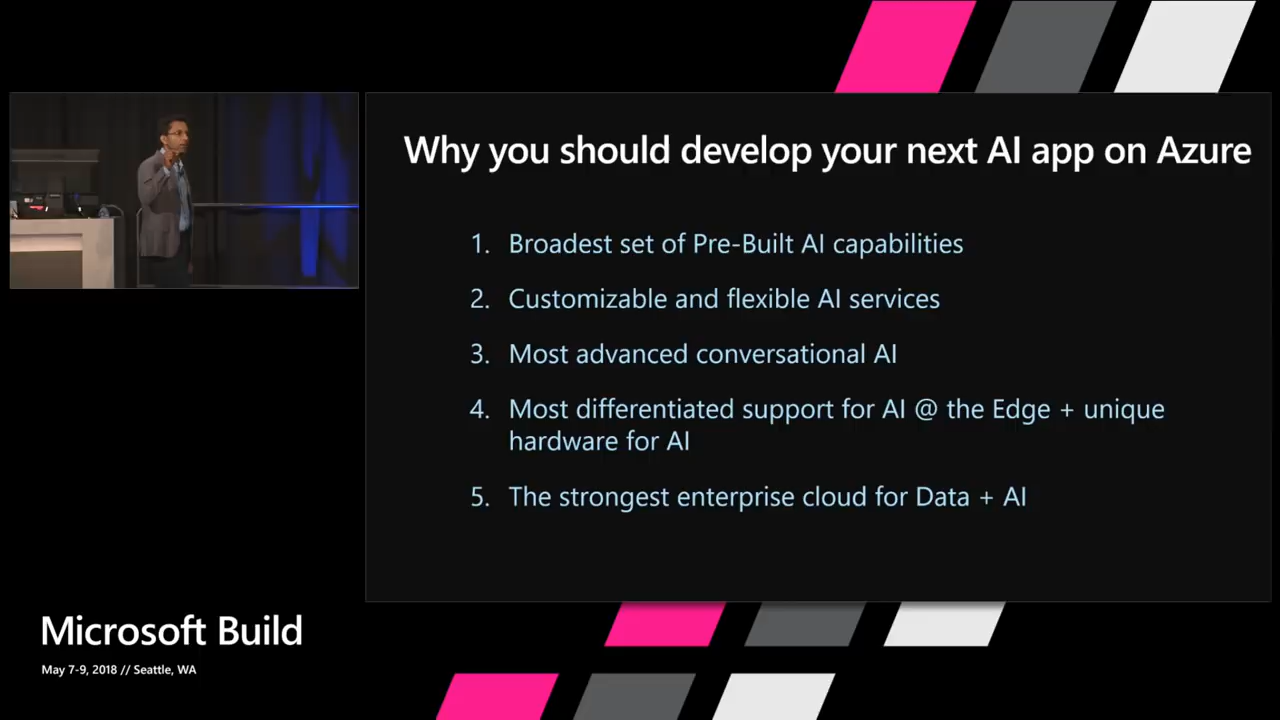 Why you should develop your next AI app on Azure
1. Broadest set of Pre-Built AI capabilities
2. Customizable and flexible AI services
3. Most advanced conversational AI
4. Most differentiated support for AI @ the Edge + unique
hardware for AI
5. The strongest enterprise cloud for Data + AI
Microsoft Build
May 7-9, 2018 // Seattle, WA